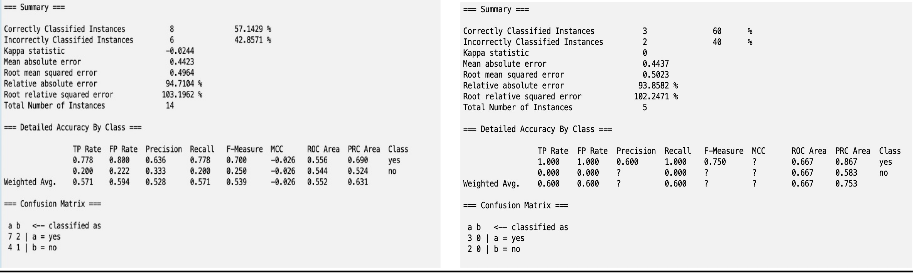 === Summary ===
Correctly Classified Instances 8 57.1429 %
Incorrectly Classified Instances 6 42.8571 %
Kappa statistic -0.0244
Mean absolute error 0.4423
Root mean squared error 0.4964
Relative absolute error 94.7104 %
Root relative squared error 103.1962 %
Total Number of Instances 14
=== Detailed Accuracy By Class ===
TP Rate FP Rate Precision Recall F-Measure MCC ROC Area PRC Area Class
0.778 0.800 0.636 0.778 0.700 -0.026 0.556 0.690 yes
0.200 0.222 0.333 0.200 0.250 -0.026 0.544 0.524 no
Weighted Avg. 0.571 0.594 0.528 0.571 0.539 -0.026 0.552 0.631
=== Confusion Matrix ===
a b <-- classified as
7 2 | a = yes
4 1 | b = no
=== Summary ===
Correctly Classified Instances 3 60 %
Incorrectly Classified Instances 2 40 %
Kappa statistic 0
Mean absolute error 0.4437
Root mean squared error 0.5023
Relative absolute error 93.8582 %
Root relative squared error 102.2471 %
Total Number of Instances 5
=== Detailed Accuracy By Class ===
TP Rate FP Rate Precision Recall F-Measure MCC ROC Area PRC Area Class
1.000 1.000 0.600 1.000 0.750 ? 0.667 0.867 yes
0.000 0.000 ? 0.000 ? ? 0.667 0.583 no
Weighted Avg. 0.600 0.600 ? 0.600 ? ? 0.667 0.753
=== Confusion Matrix ===
a b <-- classified as
3 0 | a = yes
2 0 | b = no